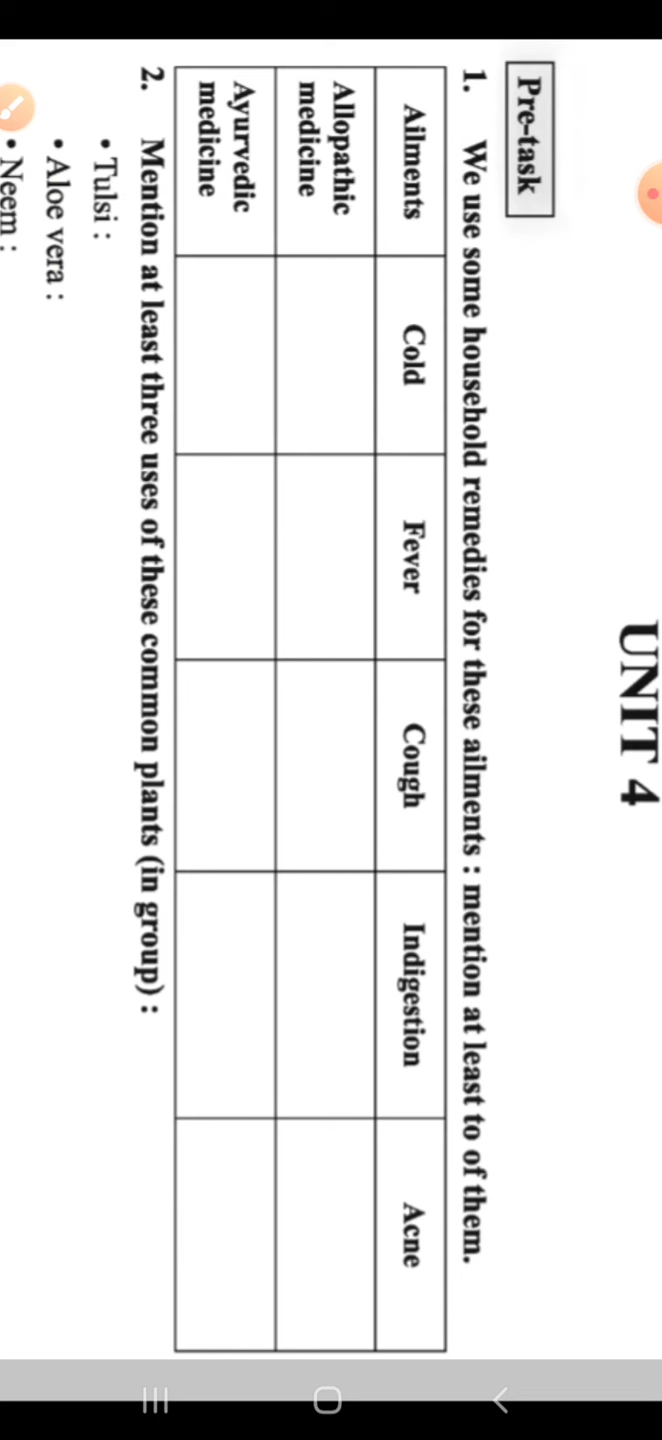 UNIT 4
Pre-task
1. We use some household remedies for these ailments : mention at least to of them.
Ailments Cold Fever Cough Indigestion Acne
Allopathic
medicine
Ayurvedic
medicine
2. Mention at least three uses of these common plants (in group) :
• Tulsi :
• Aloe vera :
• Neem :